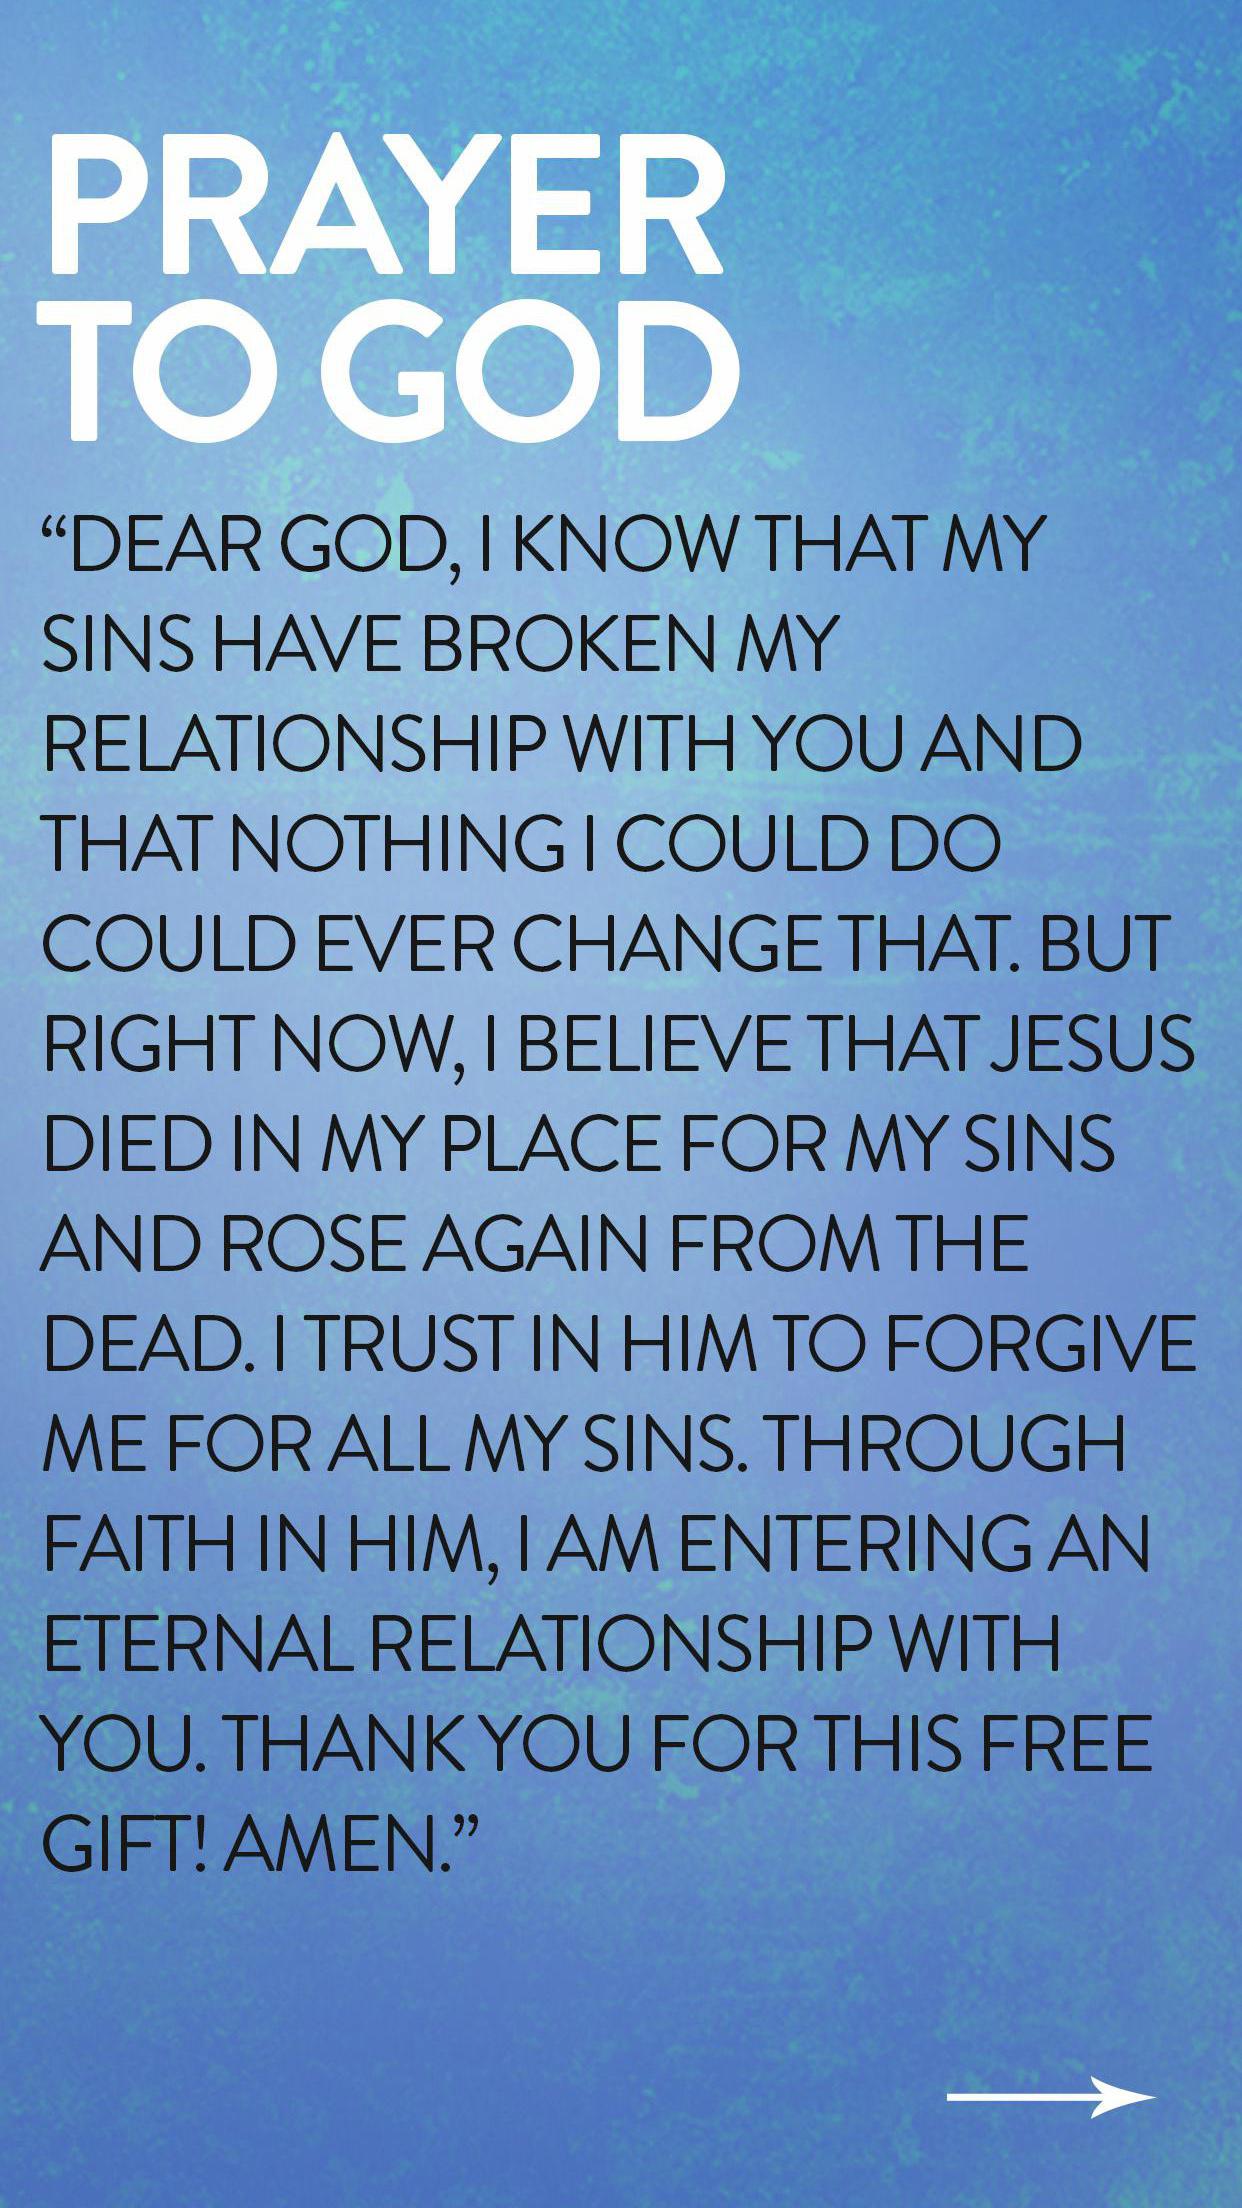 PRAYER
TO GOD
“DEAR GOD, I KNOW THAT MY
SINS HAVE BROKEN MY
RELATIONSHIP WITH YOU AND
THAT NOTHING I COULD DO
COULD EVER CHANGE THAT. BUT
RIGHT NOW, I BELIEVE THAT JESUS
DIED IN MY PLACE FOR MY SINS
AND ROSE AGAIN FROM THE
DEAD. I TRUST IN HIM TO FORGIVE
ME FOR ALL MY SINS. THROUGH
FAITH IN HIM, I AM ENTERING AN
ETERNAL RELATIONSHIP WITH
YOU. THANK YOU FOR THIS FREE
GIFT! AMEN.”